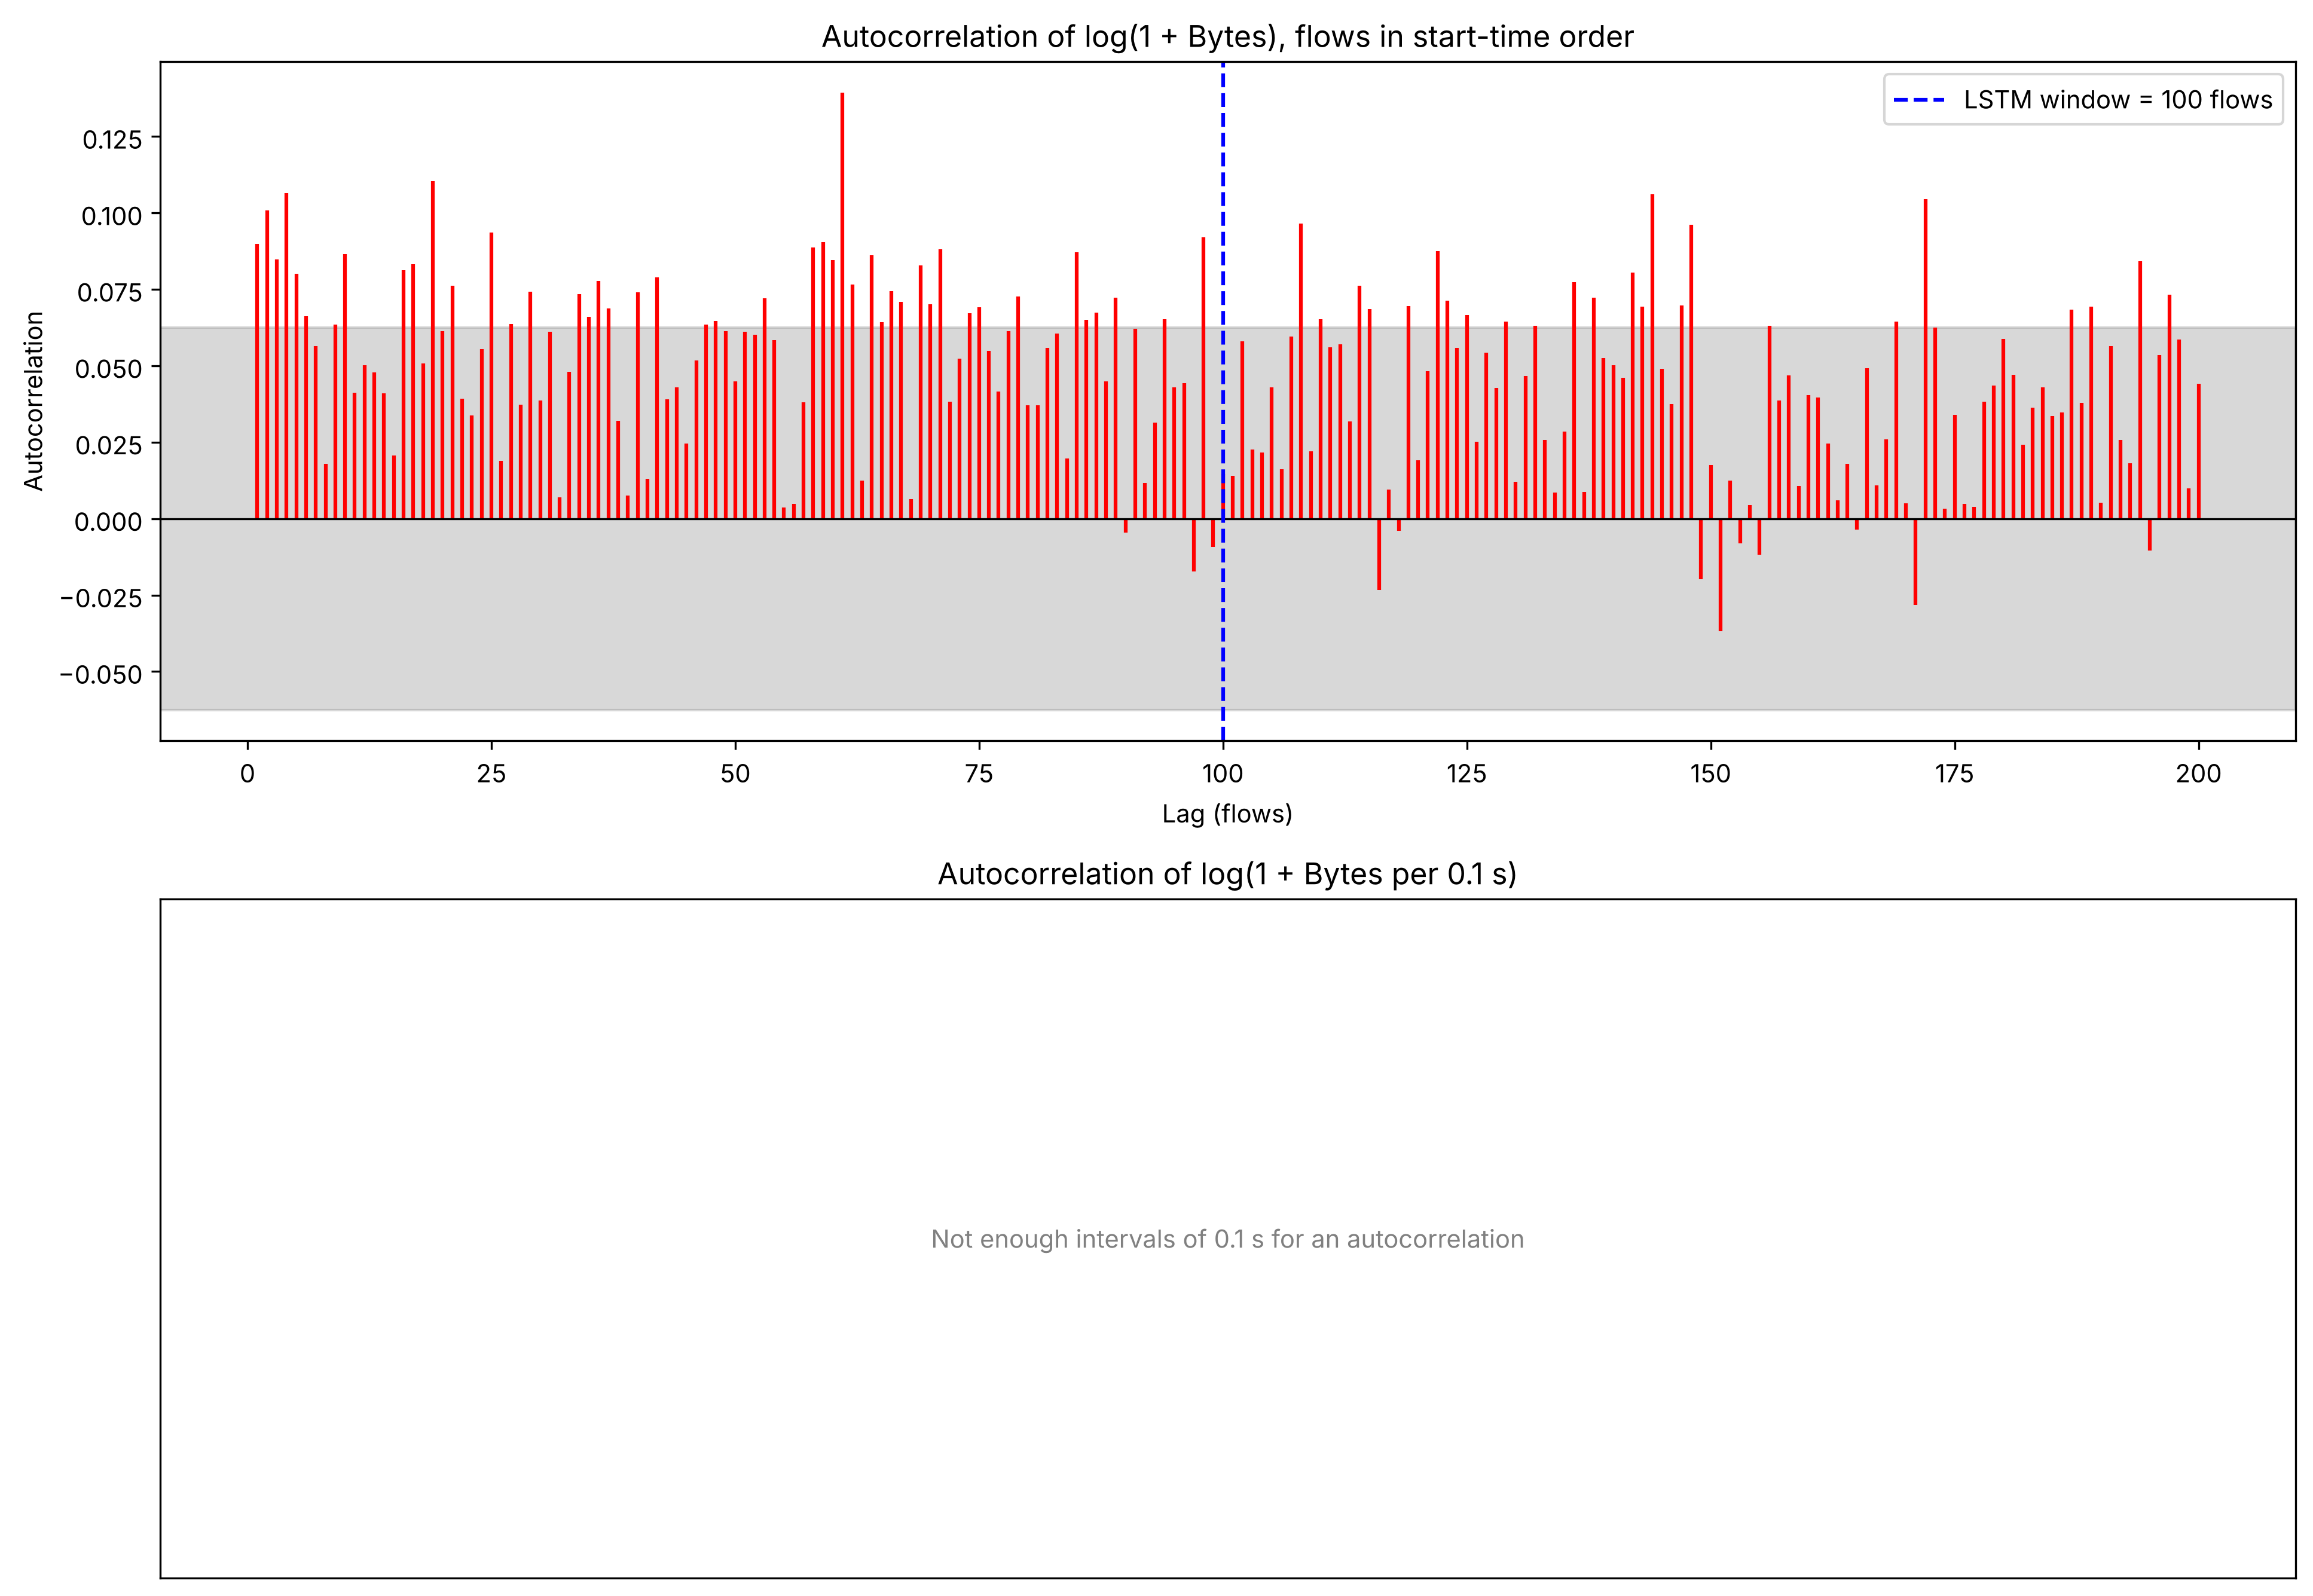 Autocorrelation of log(1 + Bytes), flows in start-time order
LSTM window = 100 flows
Autocorrelation
0.125
0.100
0.075
0.050
0.025
0.000
−0.025
−0.050
0 25 50 75 100 125 150 175 200
Lag (flows)
Autocorrelation of log(1 + Bytes per 0.1 s)
Not enough intervals of 0.1 s for an autocorrelation